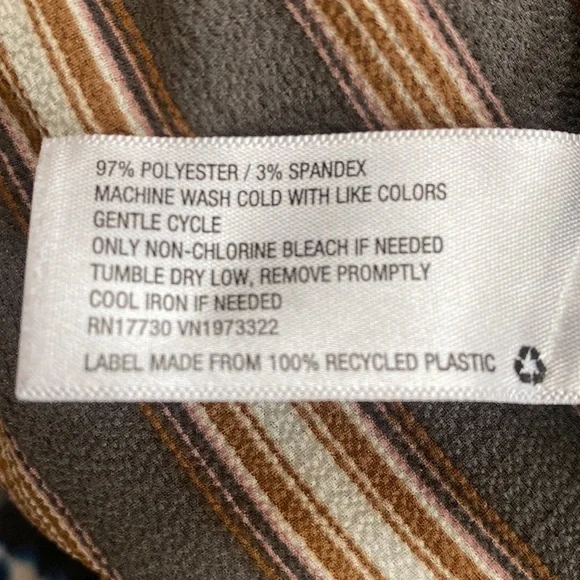 97% POLYESTER / 3% SPANDEX
MACHINE WASH COLD WITH LIKE COLORS
GENTLE CYCLE
ONLY NON-CHLORINE BLEACH IF NEEDED
TUMBLE DRY LOW, REMOVE PROMPTLY
COOL IRON IF NEEDED
RN17730 VN1973322
LABEL MADE FROM 100% RECYCLED PLASTIC